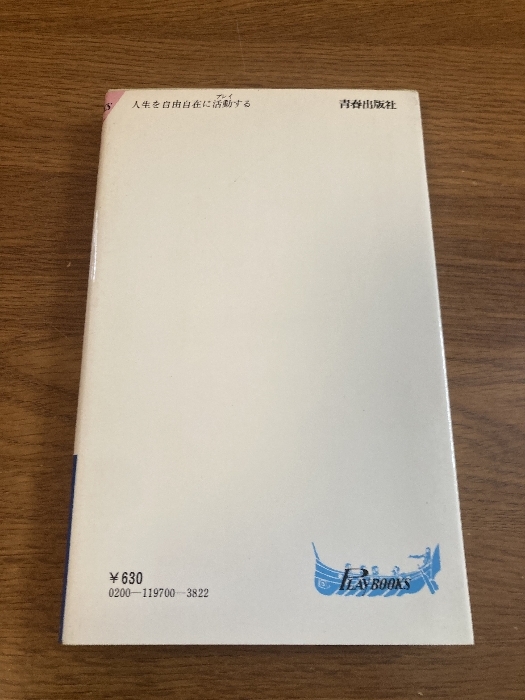 人生を自由自在に活動する
プレイ
青春出版社
¥630
0200-119700-3822
PLAY BOOKS